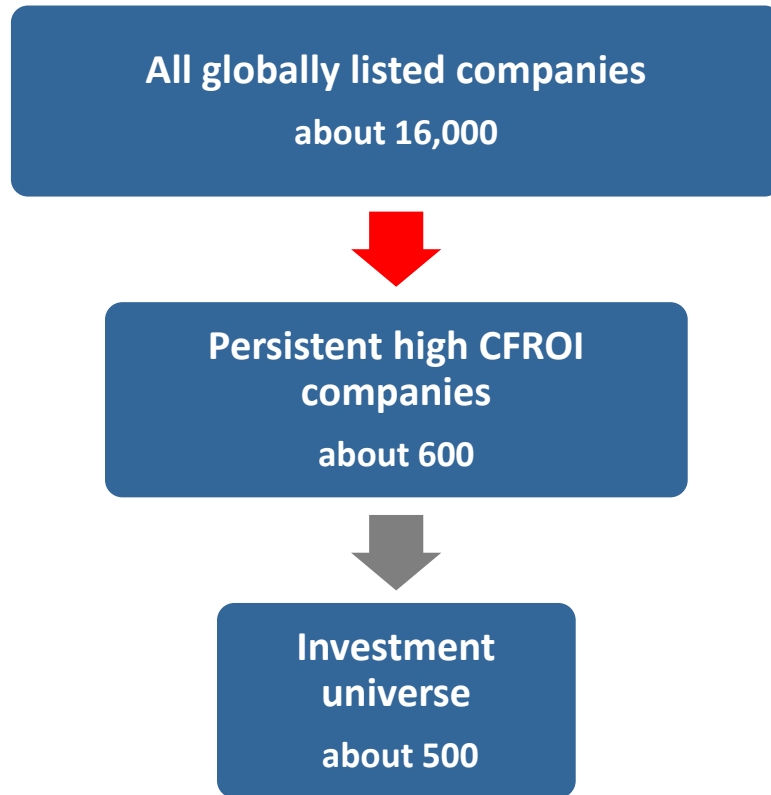 All globally listed companies
about 16,000
Persistent high CFROI
companies
about 600
Investment
universe
about 500